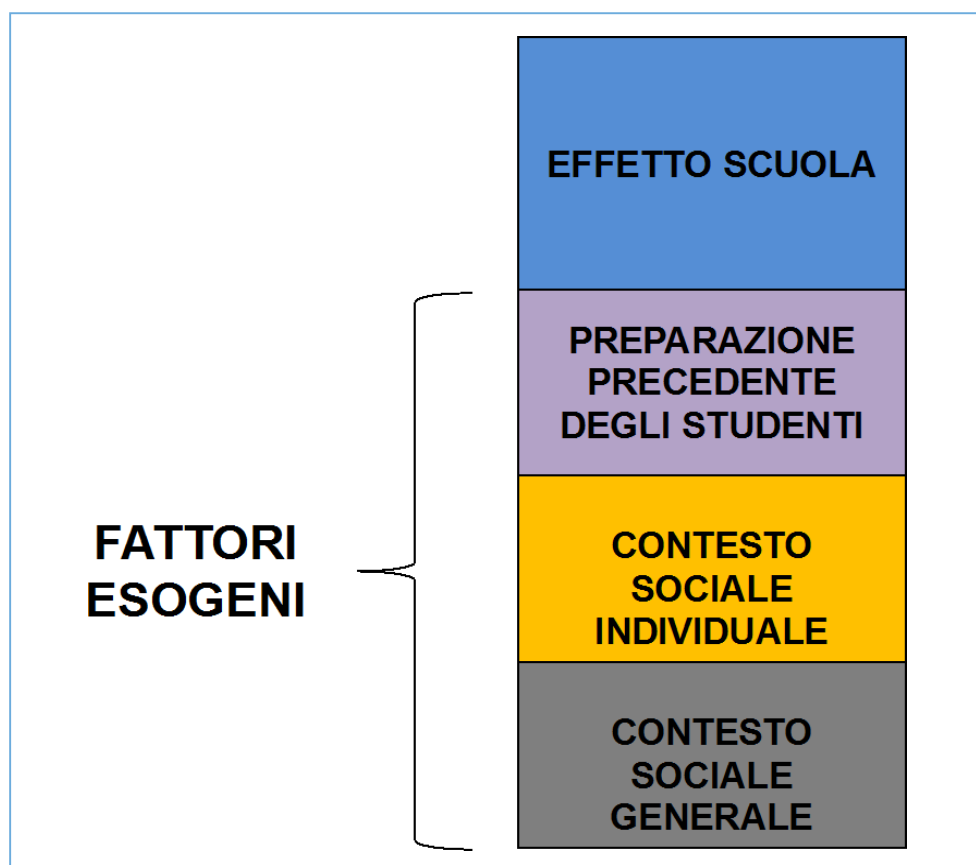 EFFETTO SCUOLA
PREPARAZIONE
PRECEDENTE
DEGLI STUDENTI
FATTORI
ESOGENI
CONTESTO
SOCIALE
INDIVIDUALE
CONTESTO
SOCIALE
GENERALE